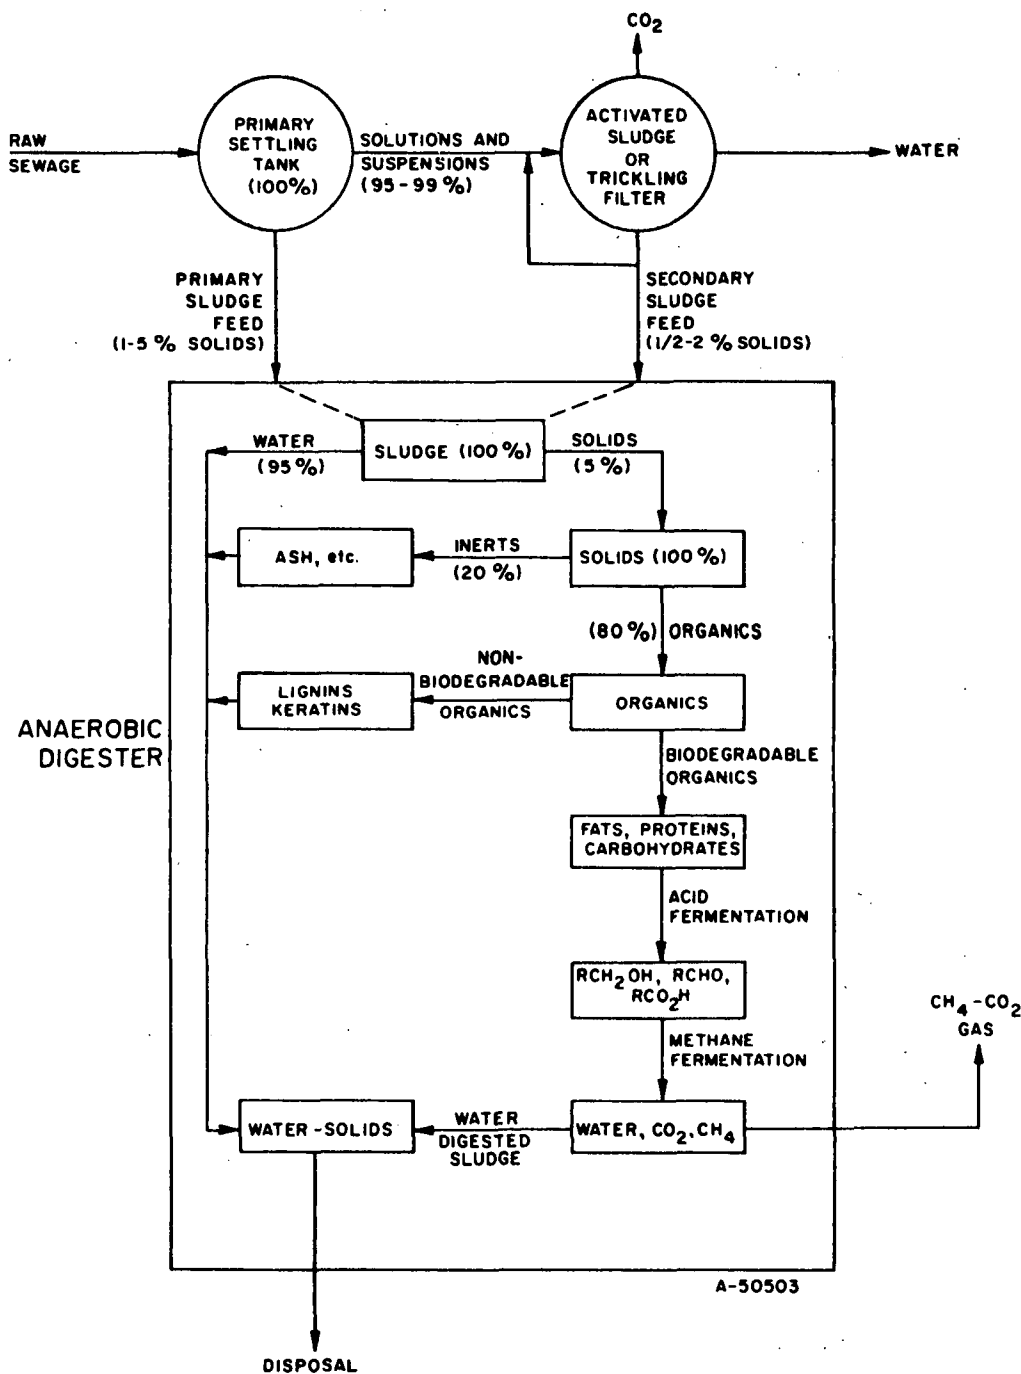 CO2
RAW
SEWAGE
PRIMARY
SETTLING
TANK
(100%)
SOLUTIONS AND
SUSPENSIONS
(95-99%)
ACTIVATED
SLUDGE
OR
TRICKLING
FILTER
WATER
PRIMARY
SLUDGE
FEED
(1-5% SOLIDS)
SECONDARY
SLUDGE
FEED
(1/2-2% SOLIDS)
WATER
(95%)
SLUDGE (100%)
SOLIDS
(5%)
ASH, etc.
INERTS
(20%)
SOLIDS (100%)
(80%) ORGANICS
LIGNINS
KERATINS
NON-
BIODEGRADABLE
ORGANICS
ORGANICS
ANAEROBIC
DIGESTER
BIODEGRADABLE
ORGANICS
FATS, PROTEINS,
CARBOHYDRATES
ACID
FERMENTATION
RCH2OH, RCHO,
RCO2H
METHANE
FERMENTATION
CH4-CO2
GAS
WATER-SOLIDS
WATER
DIGESTED
SLUDGE
WATER, CO2, CH4
A-50503
DISPOSAL